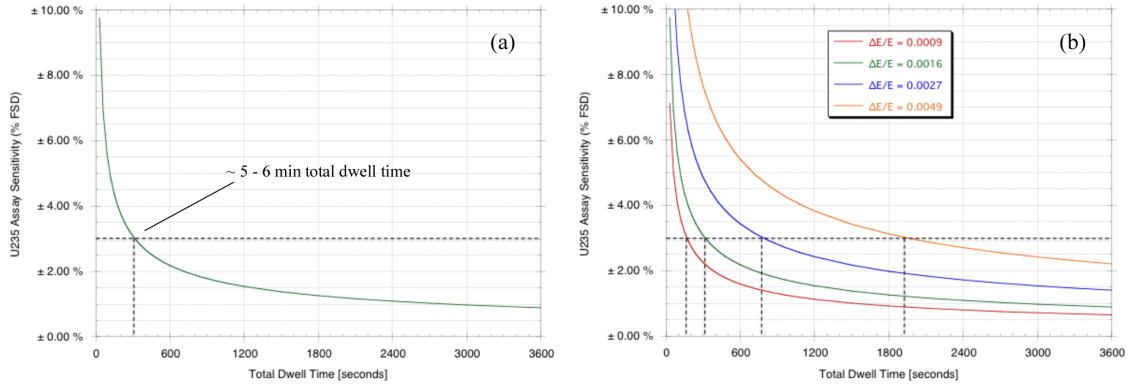 ± 10.00 %
± 8.00 %
± 6.00 %
± 4.00 %
± 2.00 %
± 0.00 %
U235 Assay Sensitivity (% FSD)
(a)
~ 5 - 6 min total dwell time
0 600 1200 1800 2400 3000 3600
Total Dwell Time [seconds]
± 10.00 %
± 8.00 %
± 6.00 %
± 4.00 %
± 2.00 %
± 0.00 %
U235 Assay Sensitivity (% FSD)
(b)
ΔE/E = 0.0009
ΔE/E = 0.0016
ΔE/E = 0.0027
ΔE/E = 0.0049
0 600 1200 1800 2400 3000 3600
Total Dwell Time [seconds]